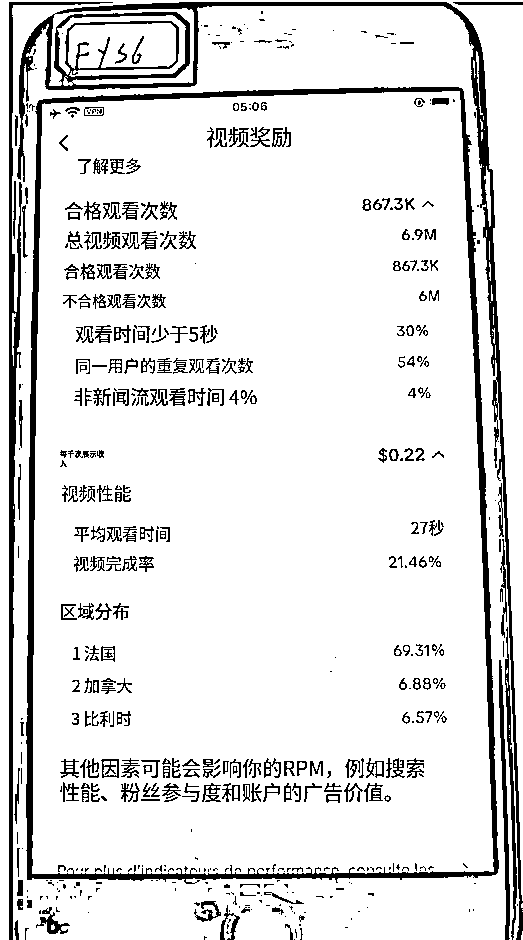 FYS6
VPN 05:06
视频奖励
了解更多
合格观看次数 867.3K
总视频观看次数 6.9M
合格观看次数 867.3K
不合格观看次数 6M
观看时间少于5秒 30%
同一用户的重复观看次数 54%
非新闻流观看时间 4% 4%
每千次展示收 $0.22
入
视频性能
平均观看时间 27秒
视频完成率 21.46%
区域分布
1 法国 69.31%
2 加拿大 6.88%
3 比利时 6.57%
其他因素可能会影响你的RPM，例如搜索
性能、粉丝参与度和账户的广告价值。
Pour plus d'indicateurs de performance, consulte les